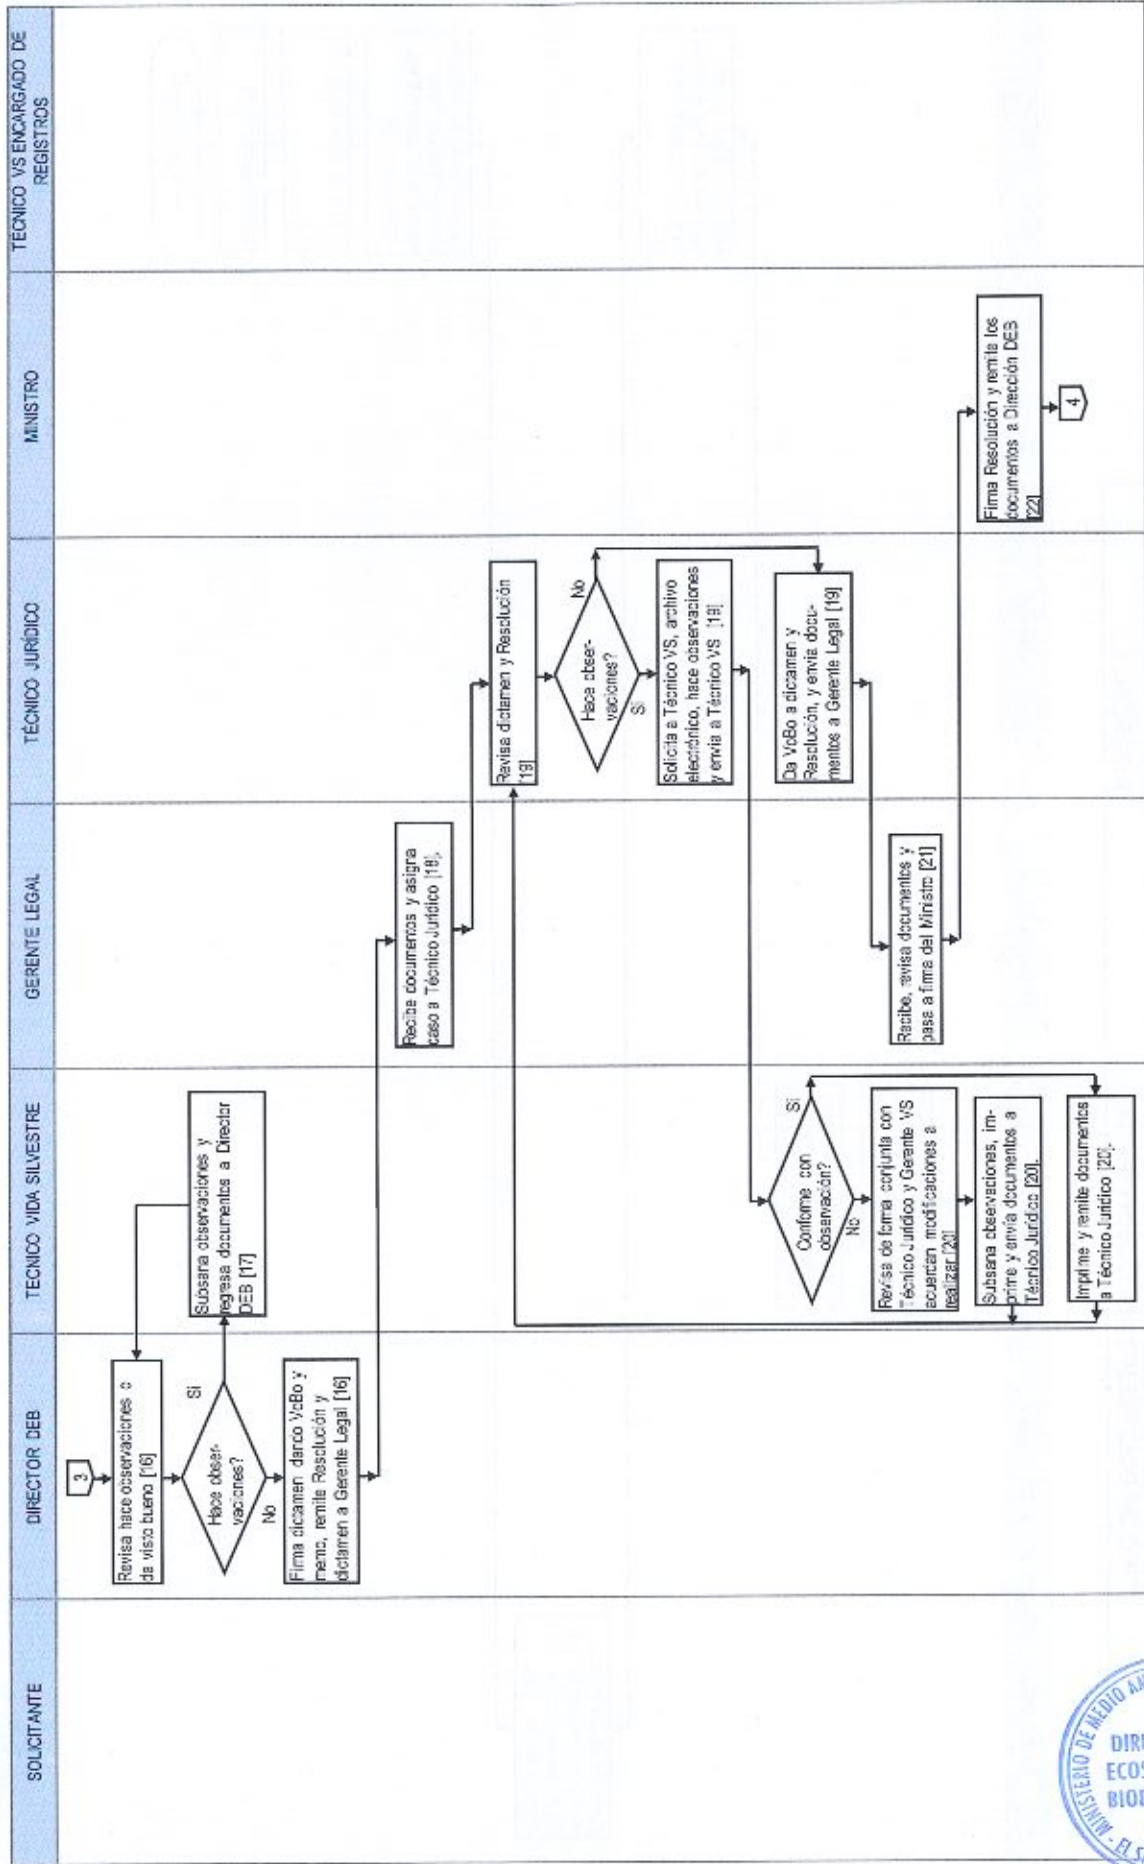 SOLICITANTE
DIRECTOR DEB
TECNICO VIDA SILVESTRE
GERENTE LEGAL
TÉCNICO JURÍDICO
MINISTRO
TÉCNICO VS ENCARGADO DE
REGISTROS
3
Revisa hace observaciones o
da visto bueno [16]
Hace obser-
vaciones?
Si
No
Subsana observaciones y
regresa documentos a Director
DEB [17]
Firma dictamen dando VoBo y
memo, remite Resolución y
dictamen a Gerente Legal [16]
Recibe documentos y asigna
caso a Técnico Jurídico [18].
Revisa dictamen y Resolución
[19]
Hace obser-
vaciones?
No
Si
Solicita a Técnico VS, archivo
electrónico, hace observaciones
y envia a Técnico VS [19]
Conforme con
observación?
Si
No
Revisa de forma conjunta con
Técnico Jurídico y Gerente VS
acuerdan modificaciones a
realizar [20]
Subsana observaciones, im-
prime y envía documentos a
Técnico Jurídico [20].
Imprime y remite documentos
a Técnico Jurídico [20].
Da VoBo a dictamen y
Resolución, y envia docu-
mentos a Gerente Legal [19]
Recibe, revisa documentos y
pasa a firma del Ministro [21]
Firma Resolución y remite los
documentos a Dirección DEB
[22]
4
MINISTERIO DE MEDIO